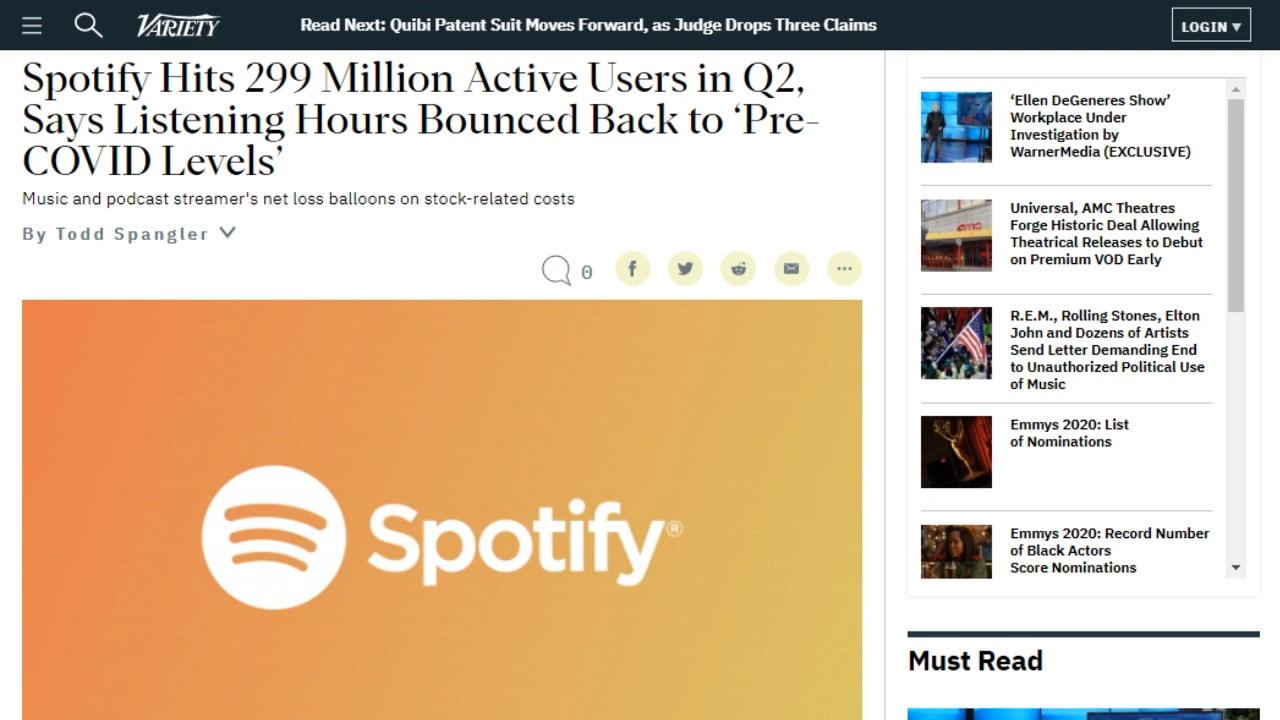 VARIETY
Read Next: Quibi Patent Suit Moves Forward, as Judge Drops Three Claims
LOGIN ▼
Spotify Hits 299 Million Active Users in Q2,
Says Listening Hours Bounced Back to ‘Pre-
COVID Levels’
Music and podcast streamer's net loss balloons on stock-related costs
By Todd Spangler
0
Spotify®
‘Ellen DeGeneres Show’
Workplace Under
Investigation by
WarnerMedia (EXCLUSIVE)
amc
Universal, AMC Theatres
Forge Historic Deal Allowing
Theatrical Releases to Debut
on Premium VOD Early
R.E.M., Rolling Stones, Elton
John and Dozens of Artists
Send Letter Demanding End
to Unauthorized Political Use
of Music
Emmys 2020: List
of Nominations
Emmys 2020: Record Number
of Black Actors
Score Nominations
Must Read